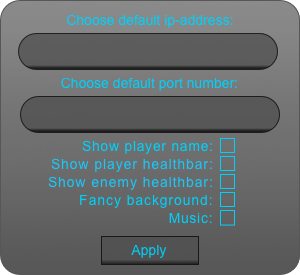 Choose default ip-address:
Choose default port number:
Show player name:
Show player healthbar:
Show enemy healthbar:
Fancy background:
Music:
Apply